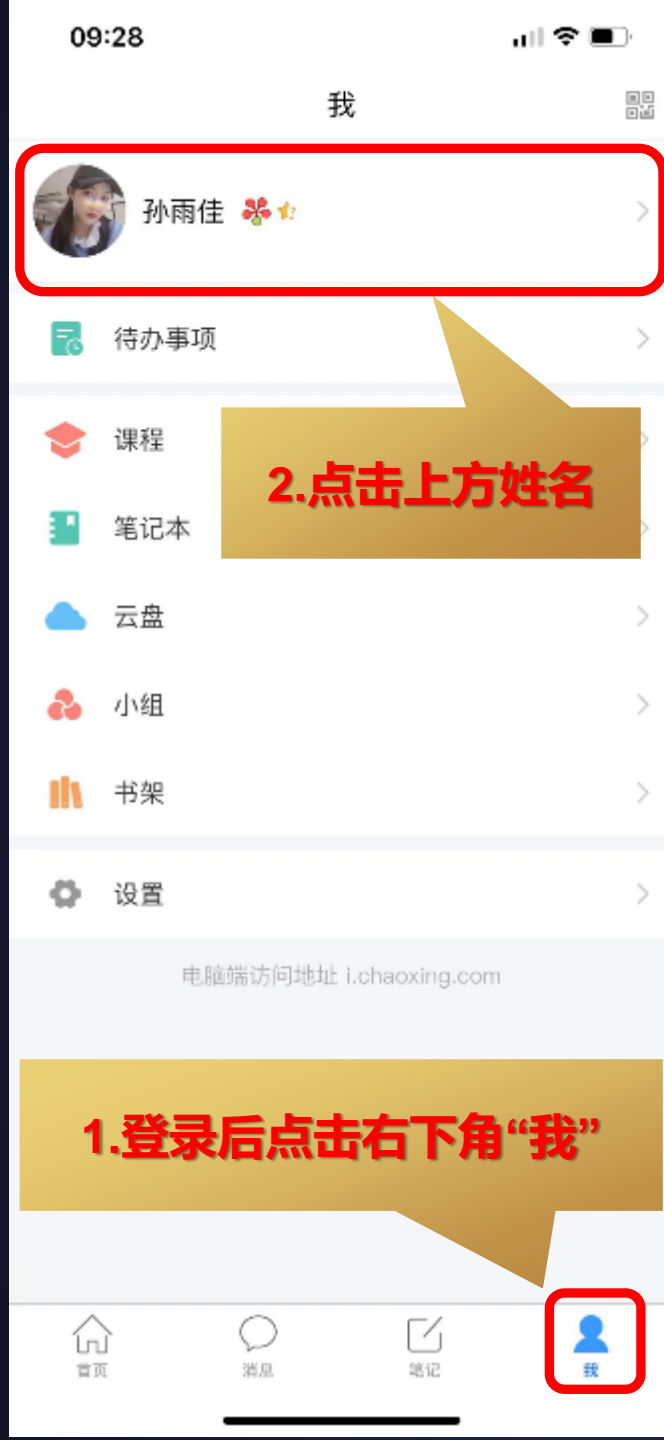 09:28
我
孙雨佳
待办事项
课程
2.点击上方姓名
笔记本
云盘
小组
书架
设置
电脑端访问地址 i.chaoxing.com
1.登录后点击右下角“我”
首页
消息
笔记
我